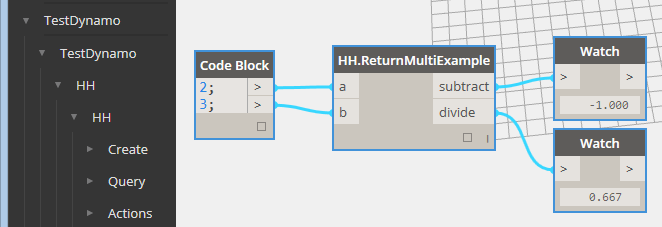 TestDynamo
TestDynamo
HH
HH
Create
Query
Actions
Code Block
2; >
3; >
HH.ReturnMultiExample
a subtract
b divide
Watch
> >
-1.000
Watch
> >
0.667